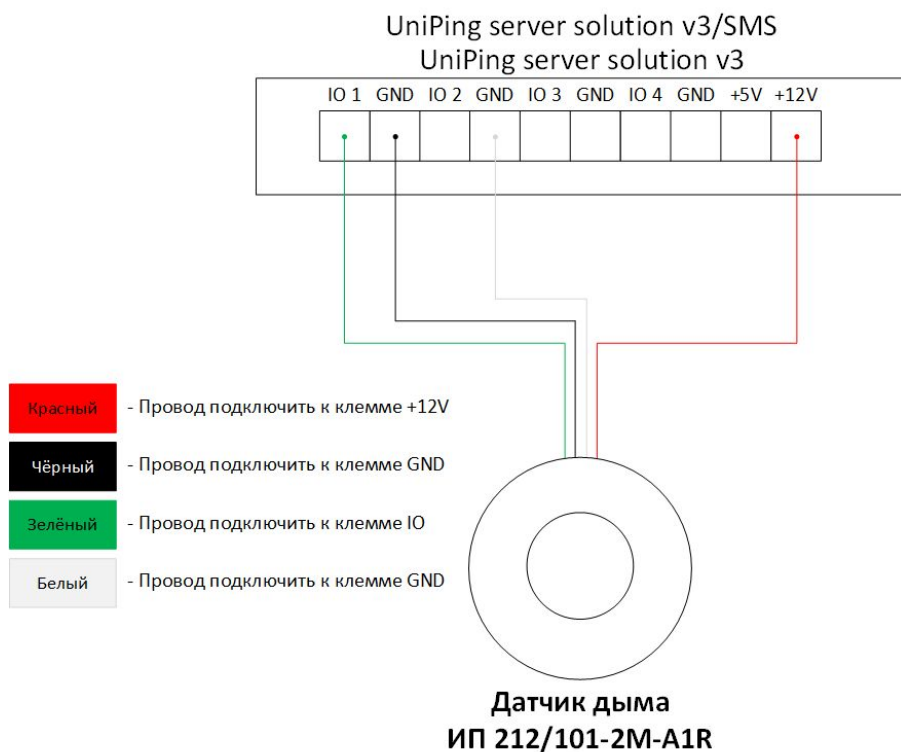 UniPing server solution v3/SMS
UniPing server solution v3
IO 1 GND IO 2 GND IO 3 GND IO 4 GND +5V +12V
Красный - Провод подключить к клемме +12V
Чёрный - Провод подключить к клемме GND
Зелёный - Провод подключить к клемме IO
Белый - Провод подключить к клемме GND
Датчик дыма
ИП 212/101-2М-A1R